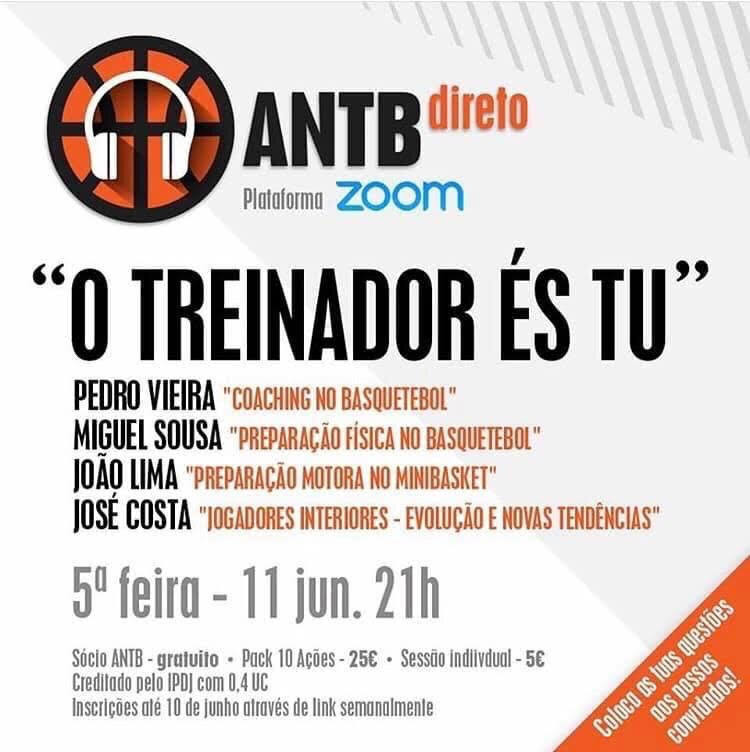 ANTB direto
Plataforma zoom
“O TREINADOR ÉS TU”
PEDRO VIEIRA "COACHING NO BASQUETEBOL"
MIGUEL SOUSA "PREPARAÇÃO FÍSICA NO BASQUETEBOL"
JOÃO LIMA "PREPARAÇÃO MOTORA NO MINIBASKET"
JOSÉ COSTA "JOGADORES INTERIORES - EVOLUÇÃO E NOVAS TENDÊNCIAS"
5ª feira - 11 jun. 21h
Sócio ANTB - gratuito • Pack 10 Ações - 25€ • Sessão indiivdual - 5€
Creditado pelo IPDJ com 0,4 UC
Inscrições até 10 de junho através de link semanalmente
Coloca as tuas questões
aos nossos
convidados!